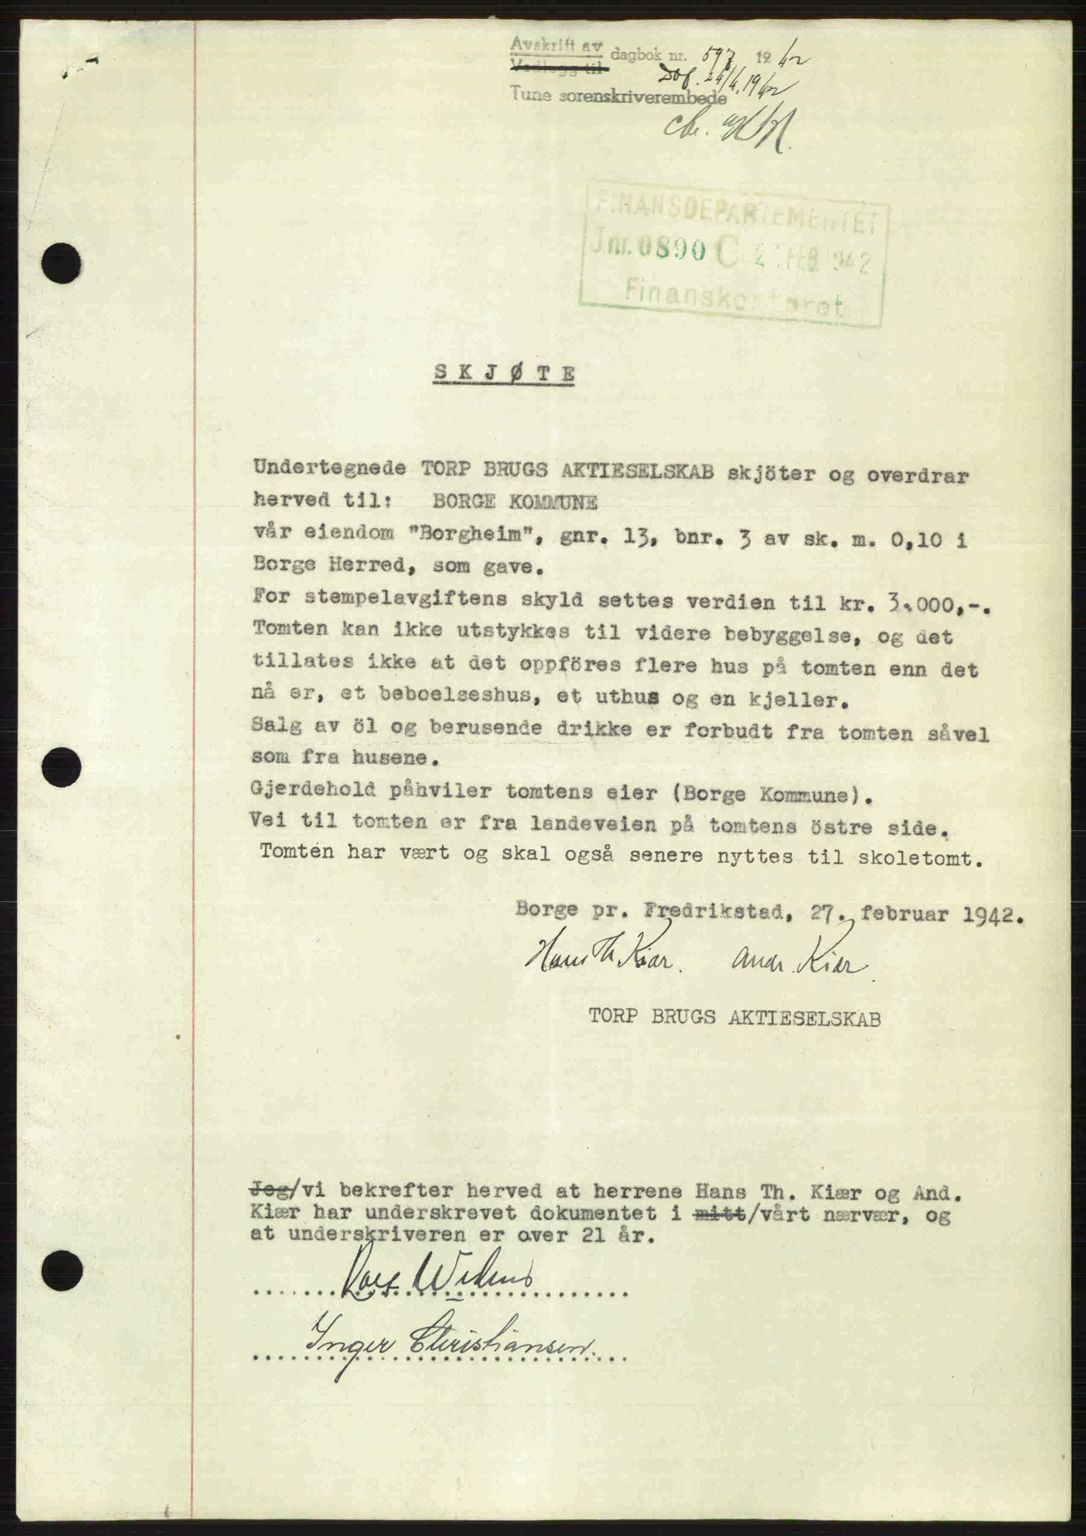 Avskrift av
Vedlegg til
dagbok nr. 597 1942
Dof. 24/4.1942
Tune sorenskriverembede
FINANSDEPARTEMENTET
Jnr. 0890 C 27 FEB 1942
Finanskontoret
SKJØTE
Undertegnede TORP BRUGS AKTIESELSKAB skjöter og overdrar
herved til: BORGE KOMMUNE
vår eiendom "Borgheim", gnr. 13, bnr. 3 av sk. m. 0,10 i
Borge Herred, som gave.
For stempelavgiftens skyld settes verdien til kr. 3.000,-.
Tomten kan ikke utstykkes til videre bebyggelse, og det
tillates ikke at det oppföres flere hus på tomten enn det
nå er, et beboelseshus, et uthus og en kjeller.
Salg av öl og berusende drikke er forbudt fra tomten såvel
som fra husene.
Gjerdehold påhviler tomtens eier (Borge Kommune).
Vei til tomten er fra landeveien på tomtens östre side.
Tomten har vært og skal også senere nyttes til skoletomt.
Borge pr. Fredrikstad, 27. februar 1942.
Hans Th Kiær. Andr. Kiær.
TORP BRUGS AKTIESELSKAB
Jeg/vi bekrefter herved at herrene Hans Th. Kiær og And.
Kiær har underskrevet dokumentet i mitt/vårt nærvær, og
at underskriveren er over 21 år.
Inger Christiansen.